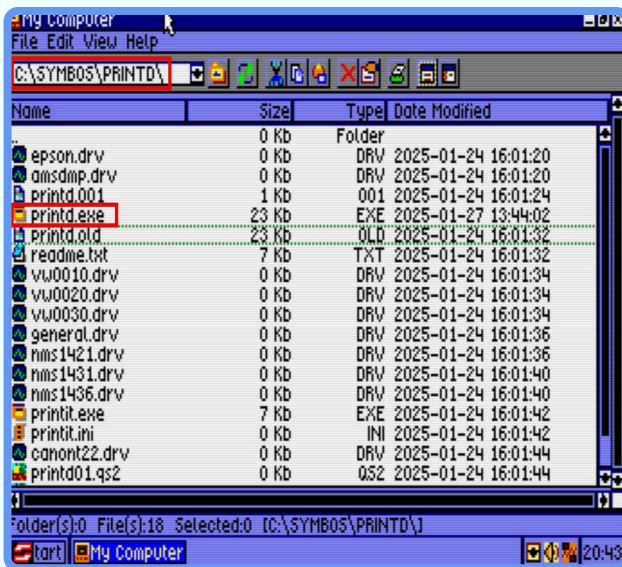 My Computer
File Edit View Help
C:\SYMBOS\PRINTD\
Name Size Type Date Modified
.. 0 Kb Folder
epson.drv 0 Kb DRV 2025-01-24 16:01:20
amsdmp.drv 0 Kb DRV 2025-01-24 16:01:20
printd.001 1 Kb 001 2025-01-24 16:01:24
printd.exe 23 Kb EXE 2025-01-27 13:44:02
printd.old 23 Kb OLD 2025-01-24 16:01:32
readme.txt 7 Kb TXT 2025-01-24 16:01:32
vw0010.drv 0 Kb DRV 2025-01-24 16:01:34
vw0020.drv 0 Kb DRV 2025-01-24 16:01:34
vw0030.drv 0 Kb DRV 2025-01-24 16:01:34
general.drv 0 Kb DRV 2025-01-24 16:01:36
nms1421.drv 0 Kb DRV 2025-01-24 16:01:36
nms1431.drv 0 Kb DRV 2025-01-24 16:01:40
nms1436.drv 0 Kb DRV 2025-01-24 16:01:40
printit.exe 7 Kb EXE 2025-01-24 16:01:42
printit.ini 0 Kb INI 2025-01-24 16:01:42
canont22.drv 0 Kb DRV 2025-01-24 16:01:44
printd01.qs2 0 Kb QS2 2025-01-24 16:01:44
Folder(s):0 File(s):18 Selected:0 [C:\SYMBOS\PRINTD\]
Start My Computer 20:43